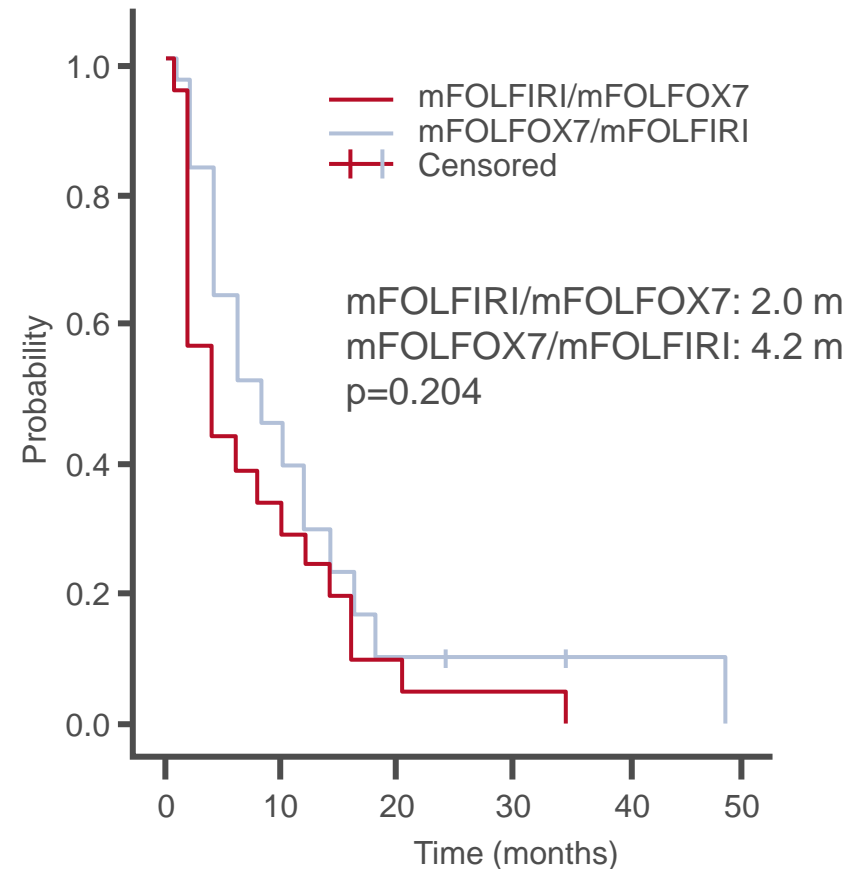 mFOLFIRI/mFOLFOX7
mFOLFOX7/mFOLFIRI
Censored
mFOLFIRI/mFOLFOX7: 2.0 m
mFOLFOX7/mFOLFIRI: 4.2 m
p=0.204
Probability
1.0
0.8
0.6
0.4
0.2
0.0
0 10 20 30 40 50
Time (months)